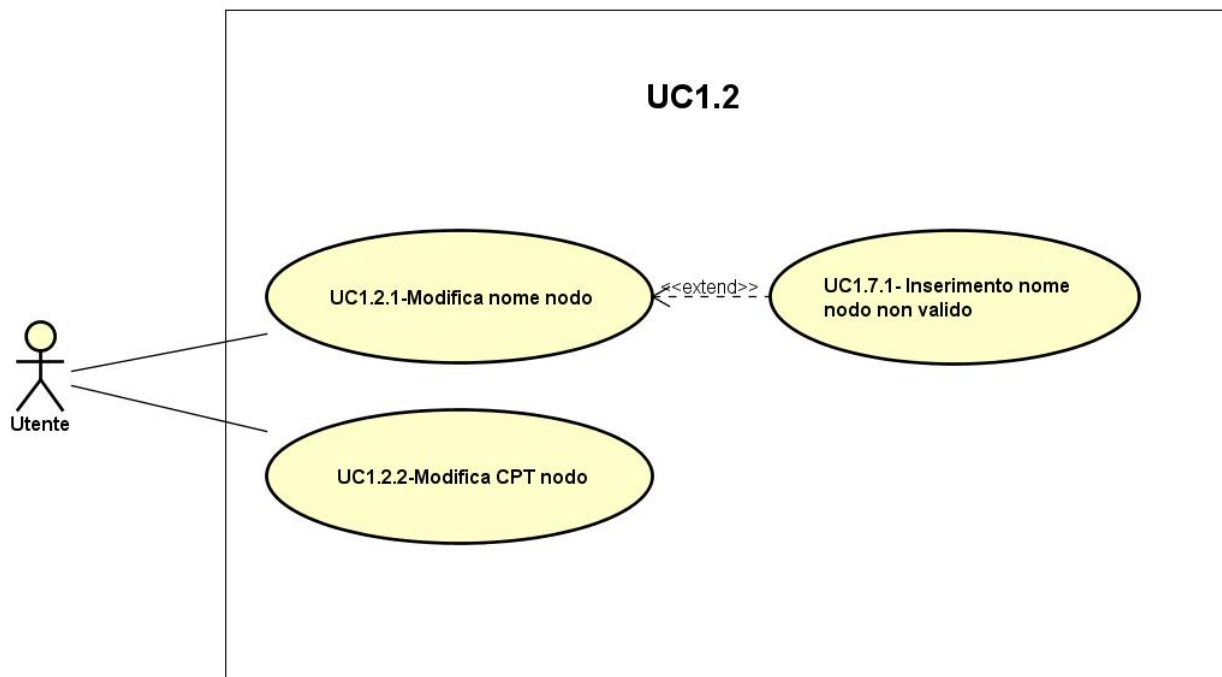 UC1.2
UC1.2.1-Modifica nome nodo
<<extend>>
UC1.7.1- Inserimento nome
nodo non valido
Utente
UC1.2.2-Modifica CPT nodo